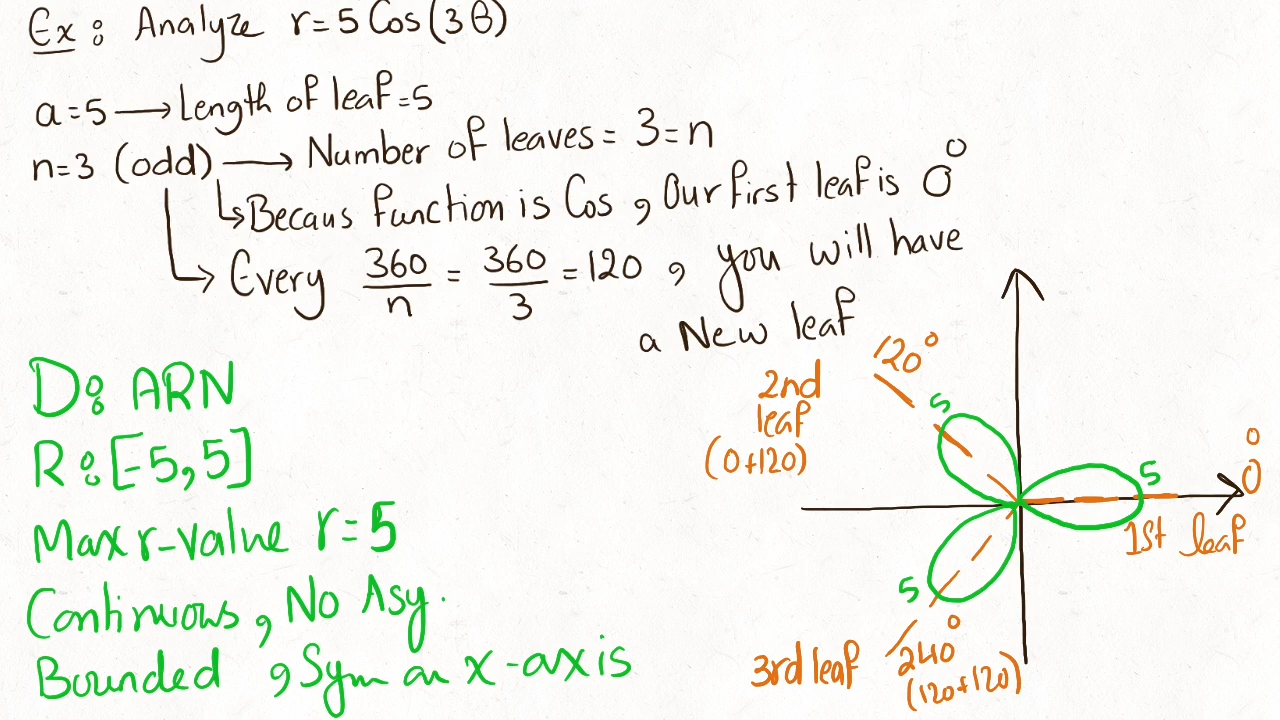 Ex: Analyze r=5 Cos(3θ)
a=5 → Length of leaf=5
n=3 (odd) → Number of leaves = 3=n
↳ Becaus function is Cos, Our first leaf is 0°
↳ Every 360/n = 360/3 = 120, you will have
a New leaf
D: ARN
R: [-5,5]
Max r-value r=5
Continuous, No Asy.
Bounded, Sym on x-axis
120°
2nd
leaf
(0+120)
5
5
0°
1st leaf
5
3rd leaf
240°
(120+120)